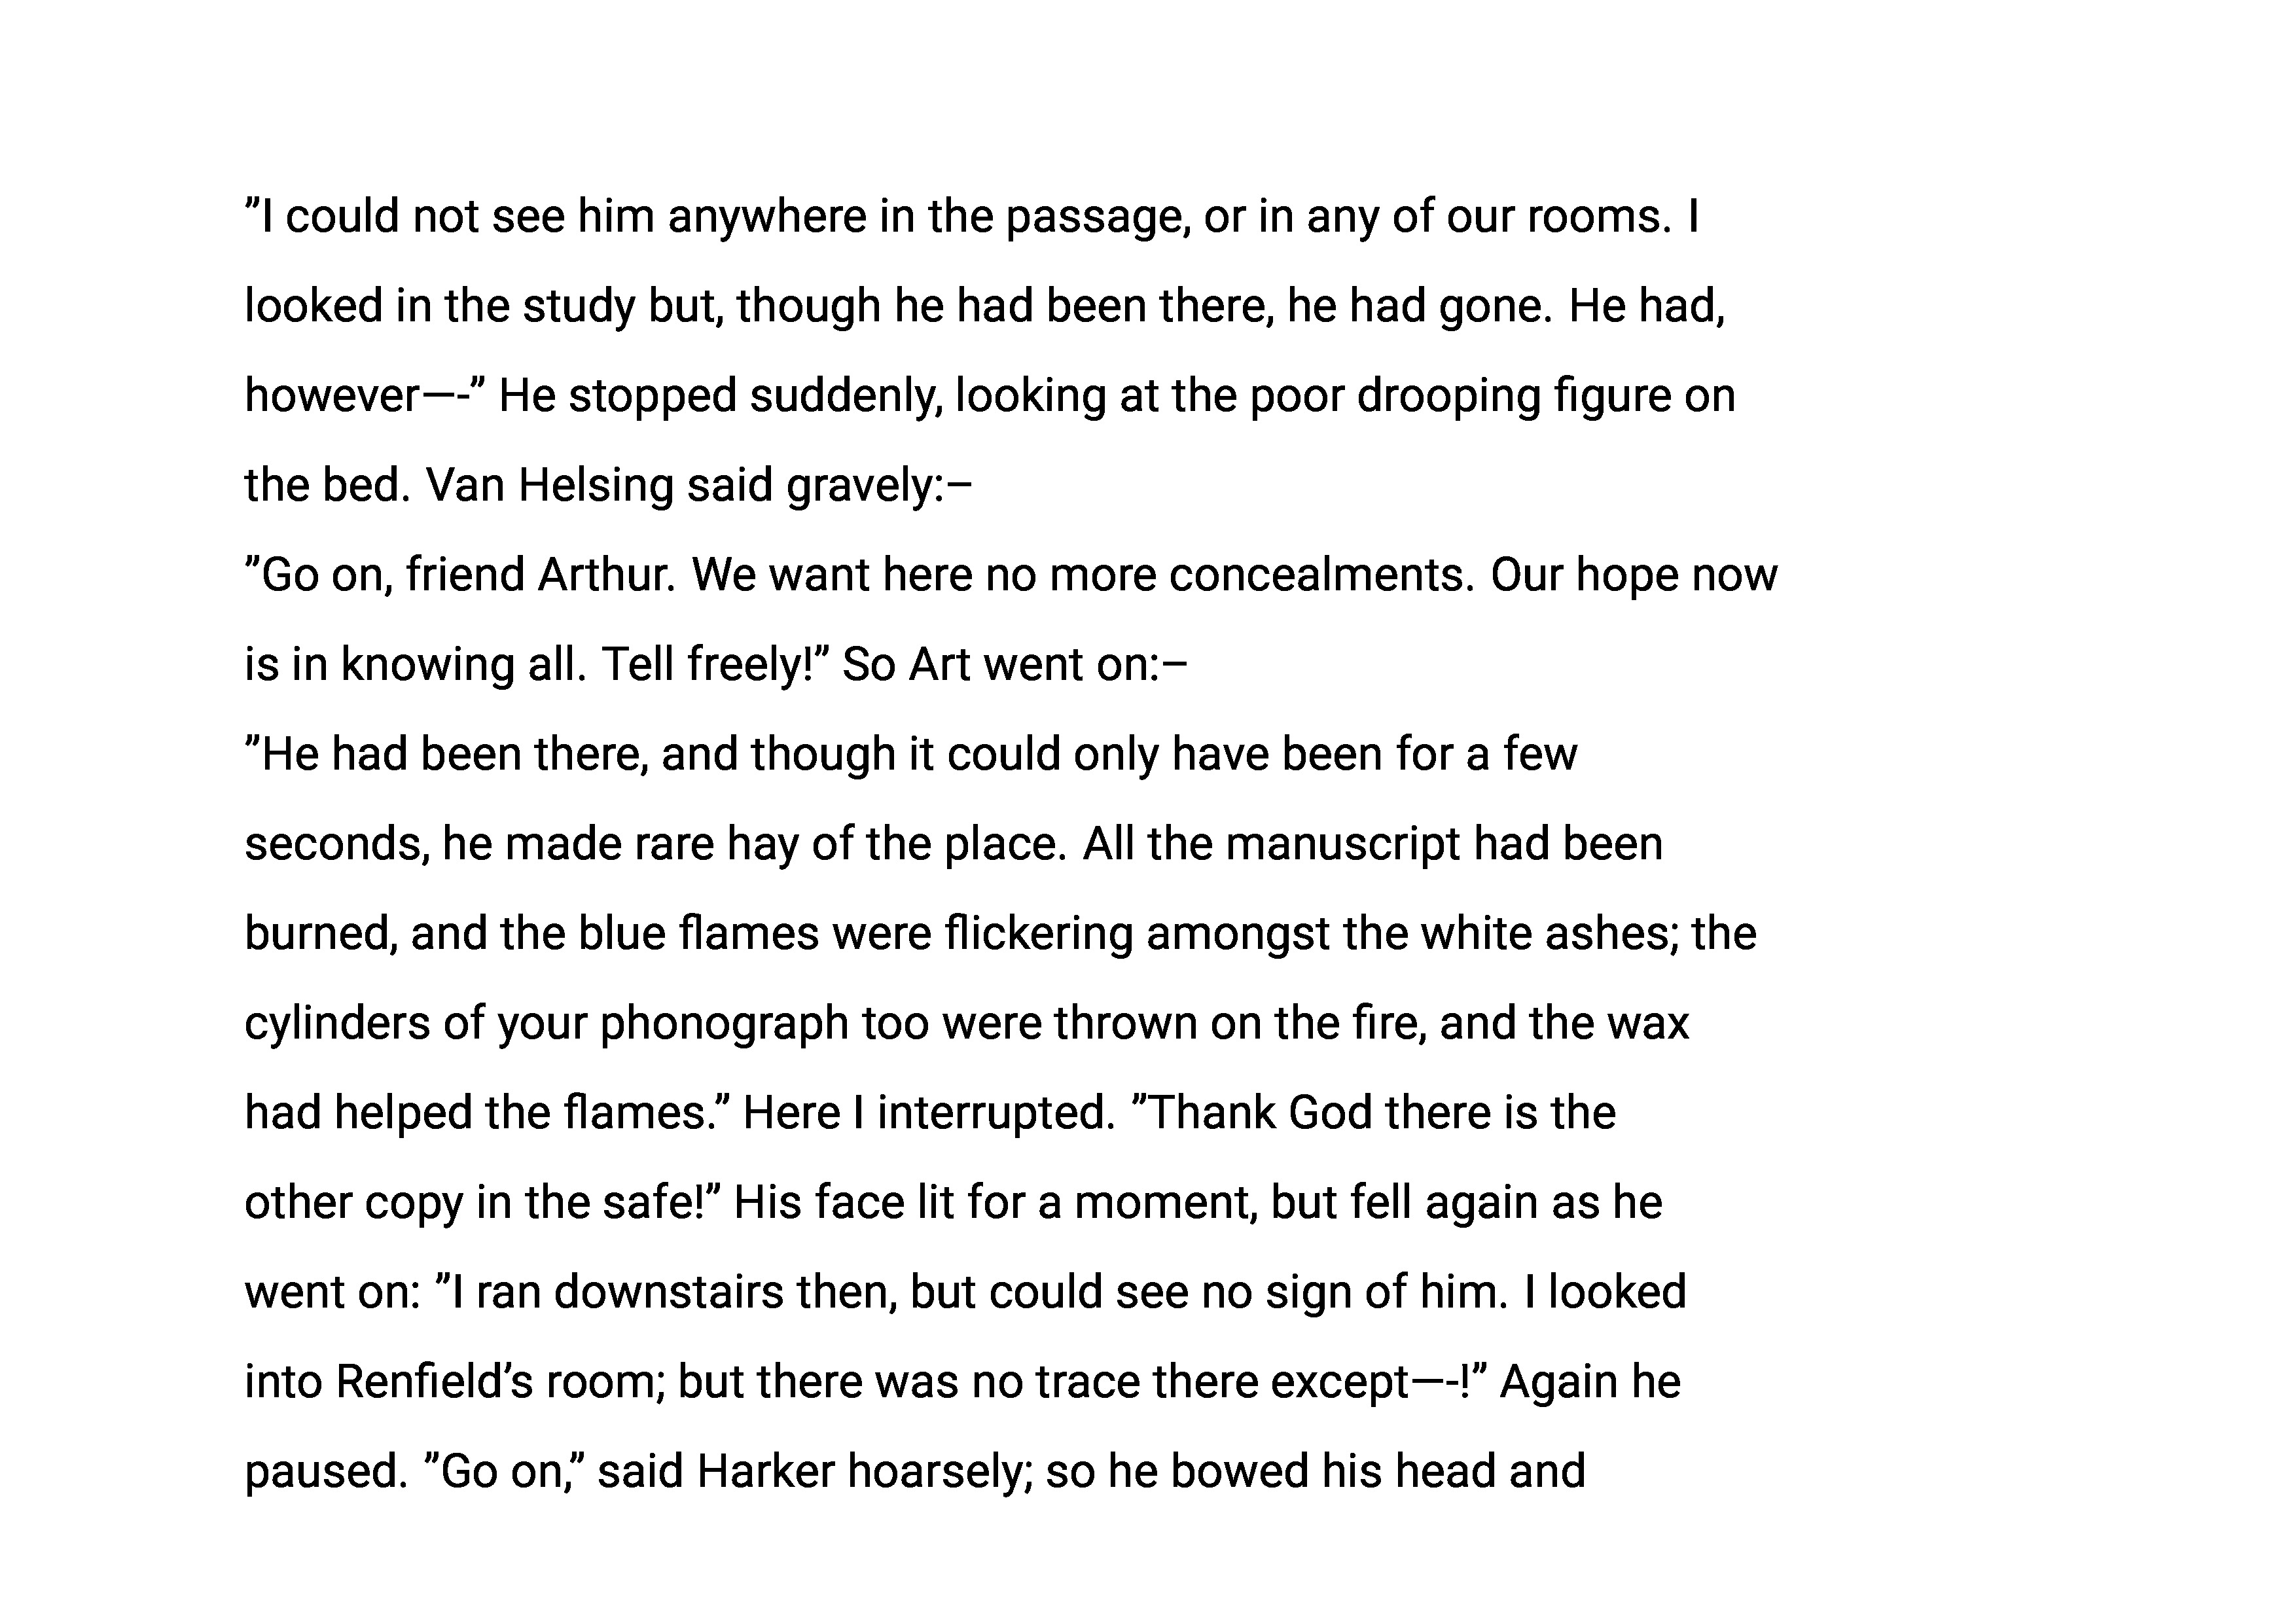 ”I could not see him anywhere in the passage, or in any of our rooms. I
looked in the study but, though he had been there, he had gone. He had,
however—-” He stopped suddenly, looking at the poor drooping figure on
the bed. Van Helsing said gravely:–
”Go on, friend Arthur. We want here no more concealments. Our hope now
is in knowing all. Tell freely!” So Art went on:–
”He had been there, and though it could only have been for a few
seconds, he made rare hay of the place. All the manuscript had been
burned, and the blue flames were flickering amongst the white ashes; the
cylinders of your phonograph too were thrown on the fire, and the wax
had helped the flames.” Here I interrupted. ”Thank God there is the
other copy in the safe!” His face lit for a moment, but fell again as he
went on: ”I ran downstairs then, but could see no sign of him. I looked
into Renfield’s room; but there was no trace there except—-!” Again he
paused. ”Go on,” said Harker hoarsely; so he bowed his head and